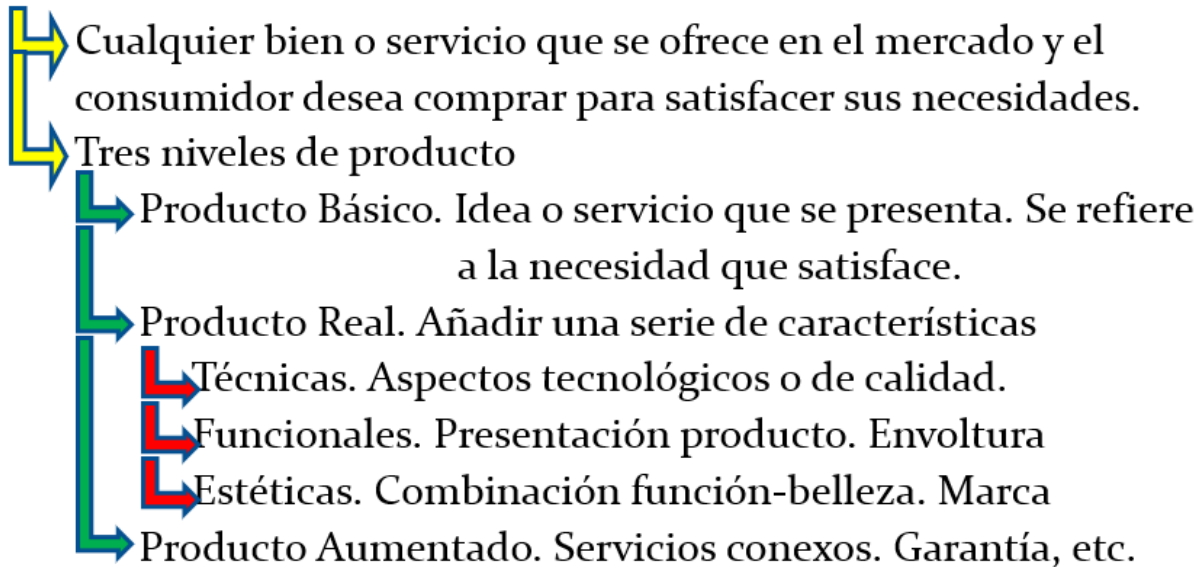 Cualquier bien o servicio que se ofrece en el mercado y el
consumidor desea comprar para satisfacer sus necesidades.
Tres niveles de producto
Producto Básico. Idea o servicio que se presenta. Se refiere
a la necesidad que satisface.
Producto Real. Añadir una serie de características
Técnicas. Aspectos tecnológicos o de calidad.
Funcionales. Presentación producto. Envoltura
Estéticas. Combinación función-belleza. Marca
Producto Aumentado. Servicios conexos. Garantía, etc.